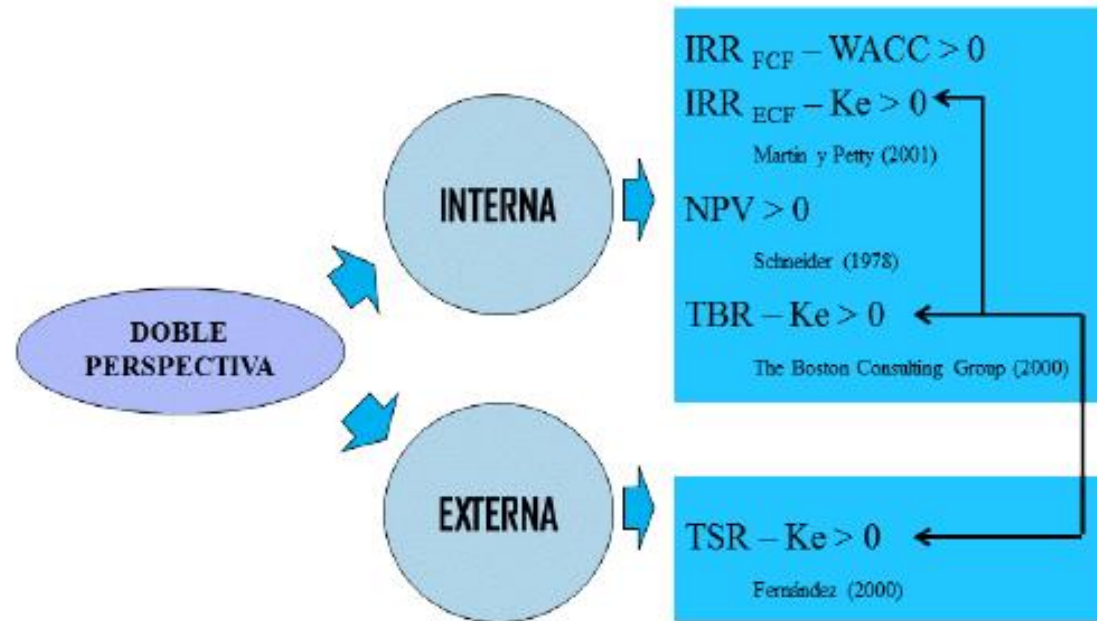 DOBLE
PERSPECTIVA
INTERNA
IRR FCF – WACC > 0
IRR ECF – Ke > 0
Martin y Petty (2001)
NPV > 0
Schneider (1978)
TBR – Ke > 0
The Boston Consulting Group (2000)
EXTERNA
TSR – Ke > 0
Fernández (2000)